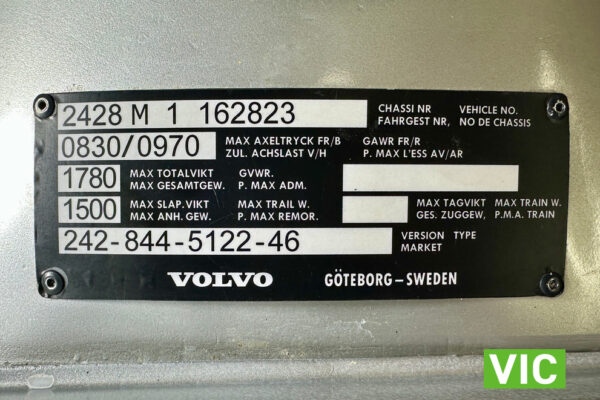 2428 M 1 162823 CHASSI NR VEHICLE NO.
FAHRGEST NR, NO DE CHASSIS
0830/0970 MAX AXELTRYCK FR/B GAWR FR/R
ZUL. ACHSLAST V/H P. MAX L'ESS AV/AR
1780 MAX TOTALVIKT GVWR.
MAX GESAMTGEW. P. MAX ADM.
1500 MAX SLAP.VIKT MAX TRAIL W. MAX TAGVIKT MAX TRAIN W.
MAX ANH. GEW. P. MAX REMOR. GES. ZUGGEW, P.M.A. TRAIN
242-844-5122-46 VERSION TYPE
MARKET
VOLVO GÖTEBORG–SWEDEN
VIC